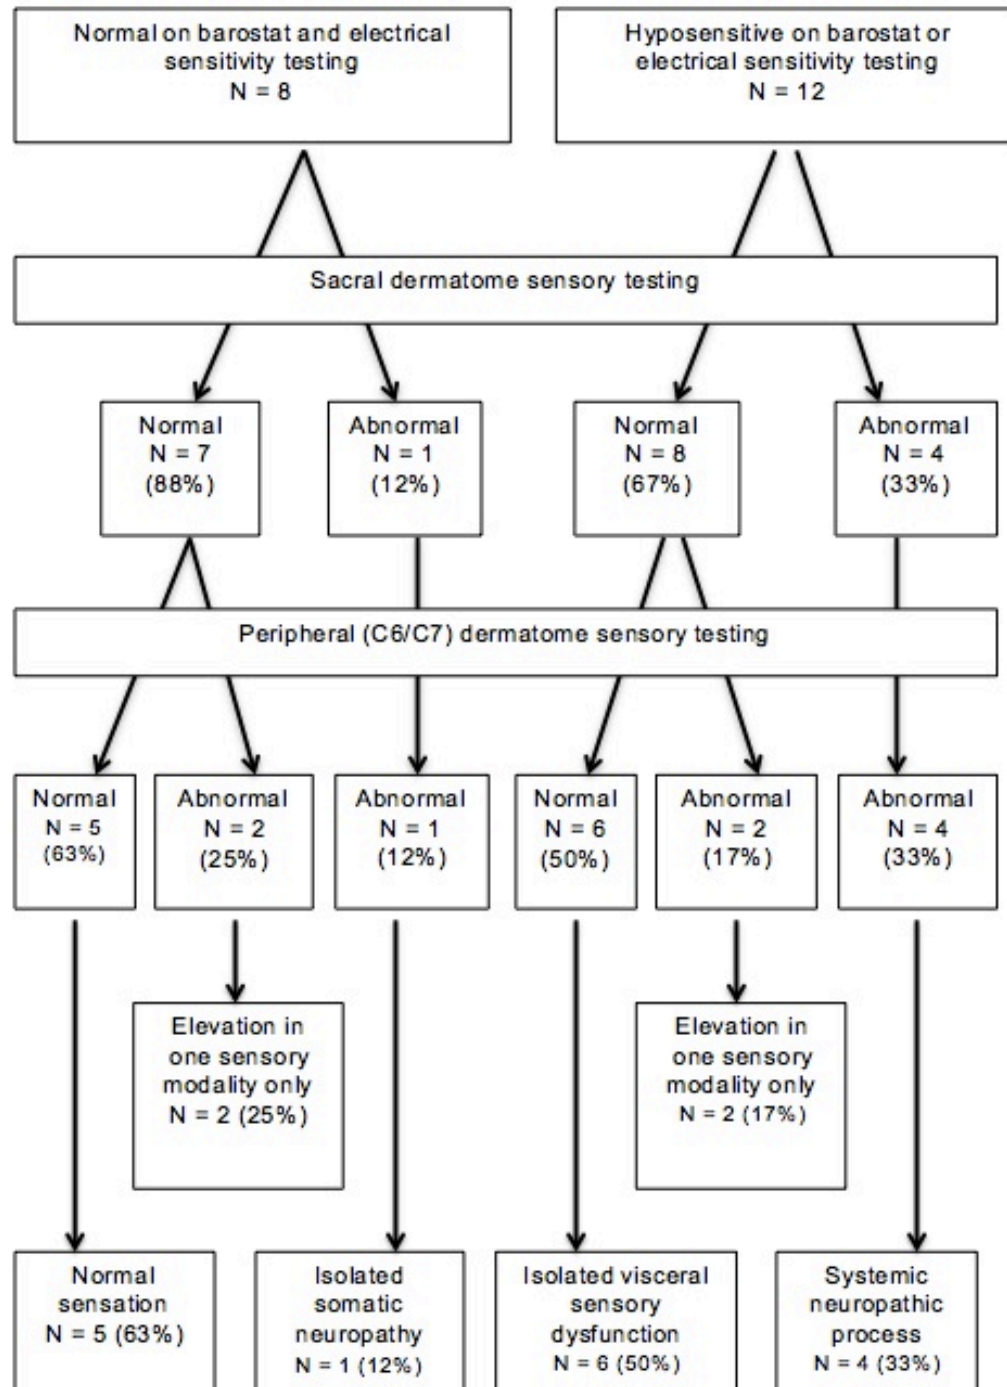 Normal on barostat and electrical
sensitivity testing
N = 8
Hyposensitive on barostat or
electrical sensitivity testing
N = 12
Sacral dermatome sensory testing
Normal
N = 7
(88%)
Abnormal
N = 1
(12%)
Normal
N = 8
(67%)
Abnormal
N = 4
(33%)
Peripheral (C6/C7) dermatome sensory testing
Normal
N = 5
(63%)
Abnormal
N = 2
(25%)
Abnormal
N = 1
(12%)
Normal
N = 6
(50%)
Abnormal
N = 2
(17%)
Abnormal
N = 4
(33%)
Elevation in
one sensory
modality only
N = 2 (25%)
Elevation in
one sensory
modality only
N = 2 (17%)
Normal
sensation
N = 5 (63%)
Isolated
somatic
neuropathy
N = 1 (12%)
Isolated visceral
sensory
dysfunction
N = 6 (50%)
Systemic
neuropathic
process
N = 4 (33%)